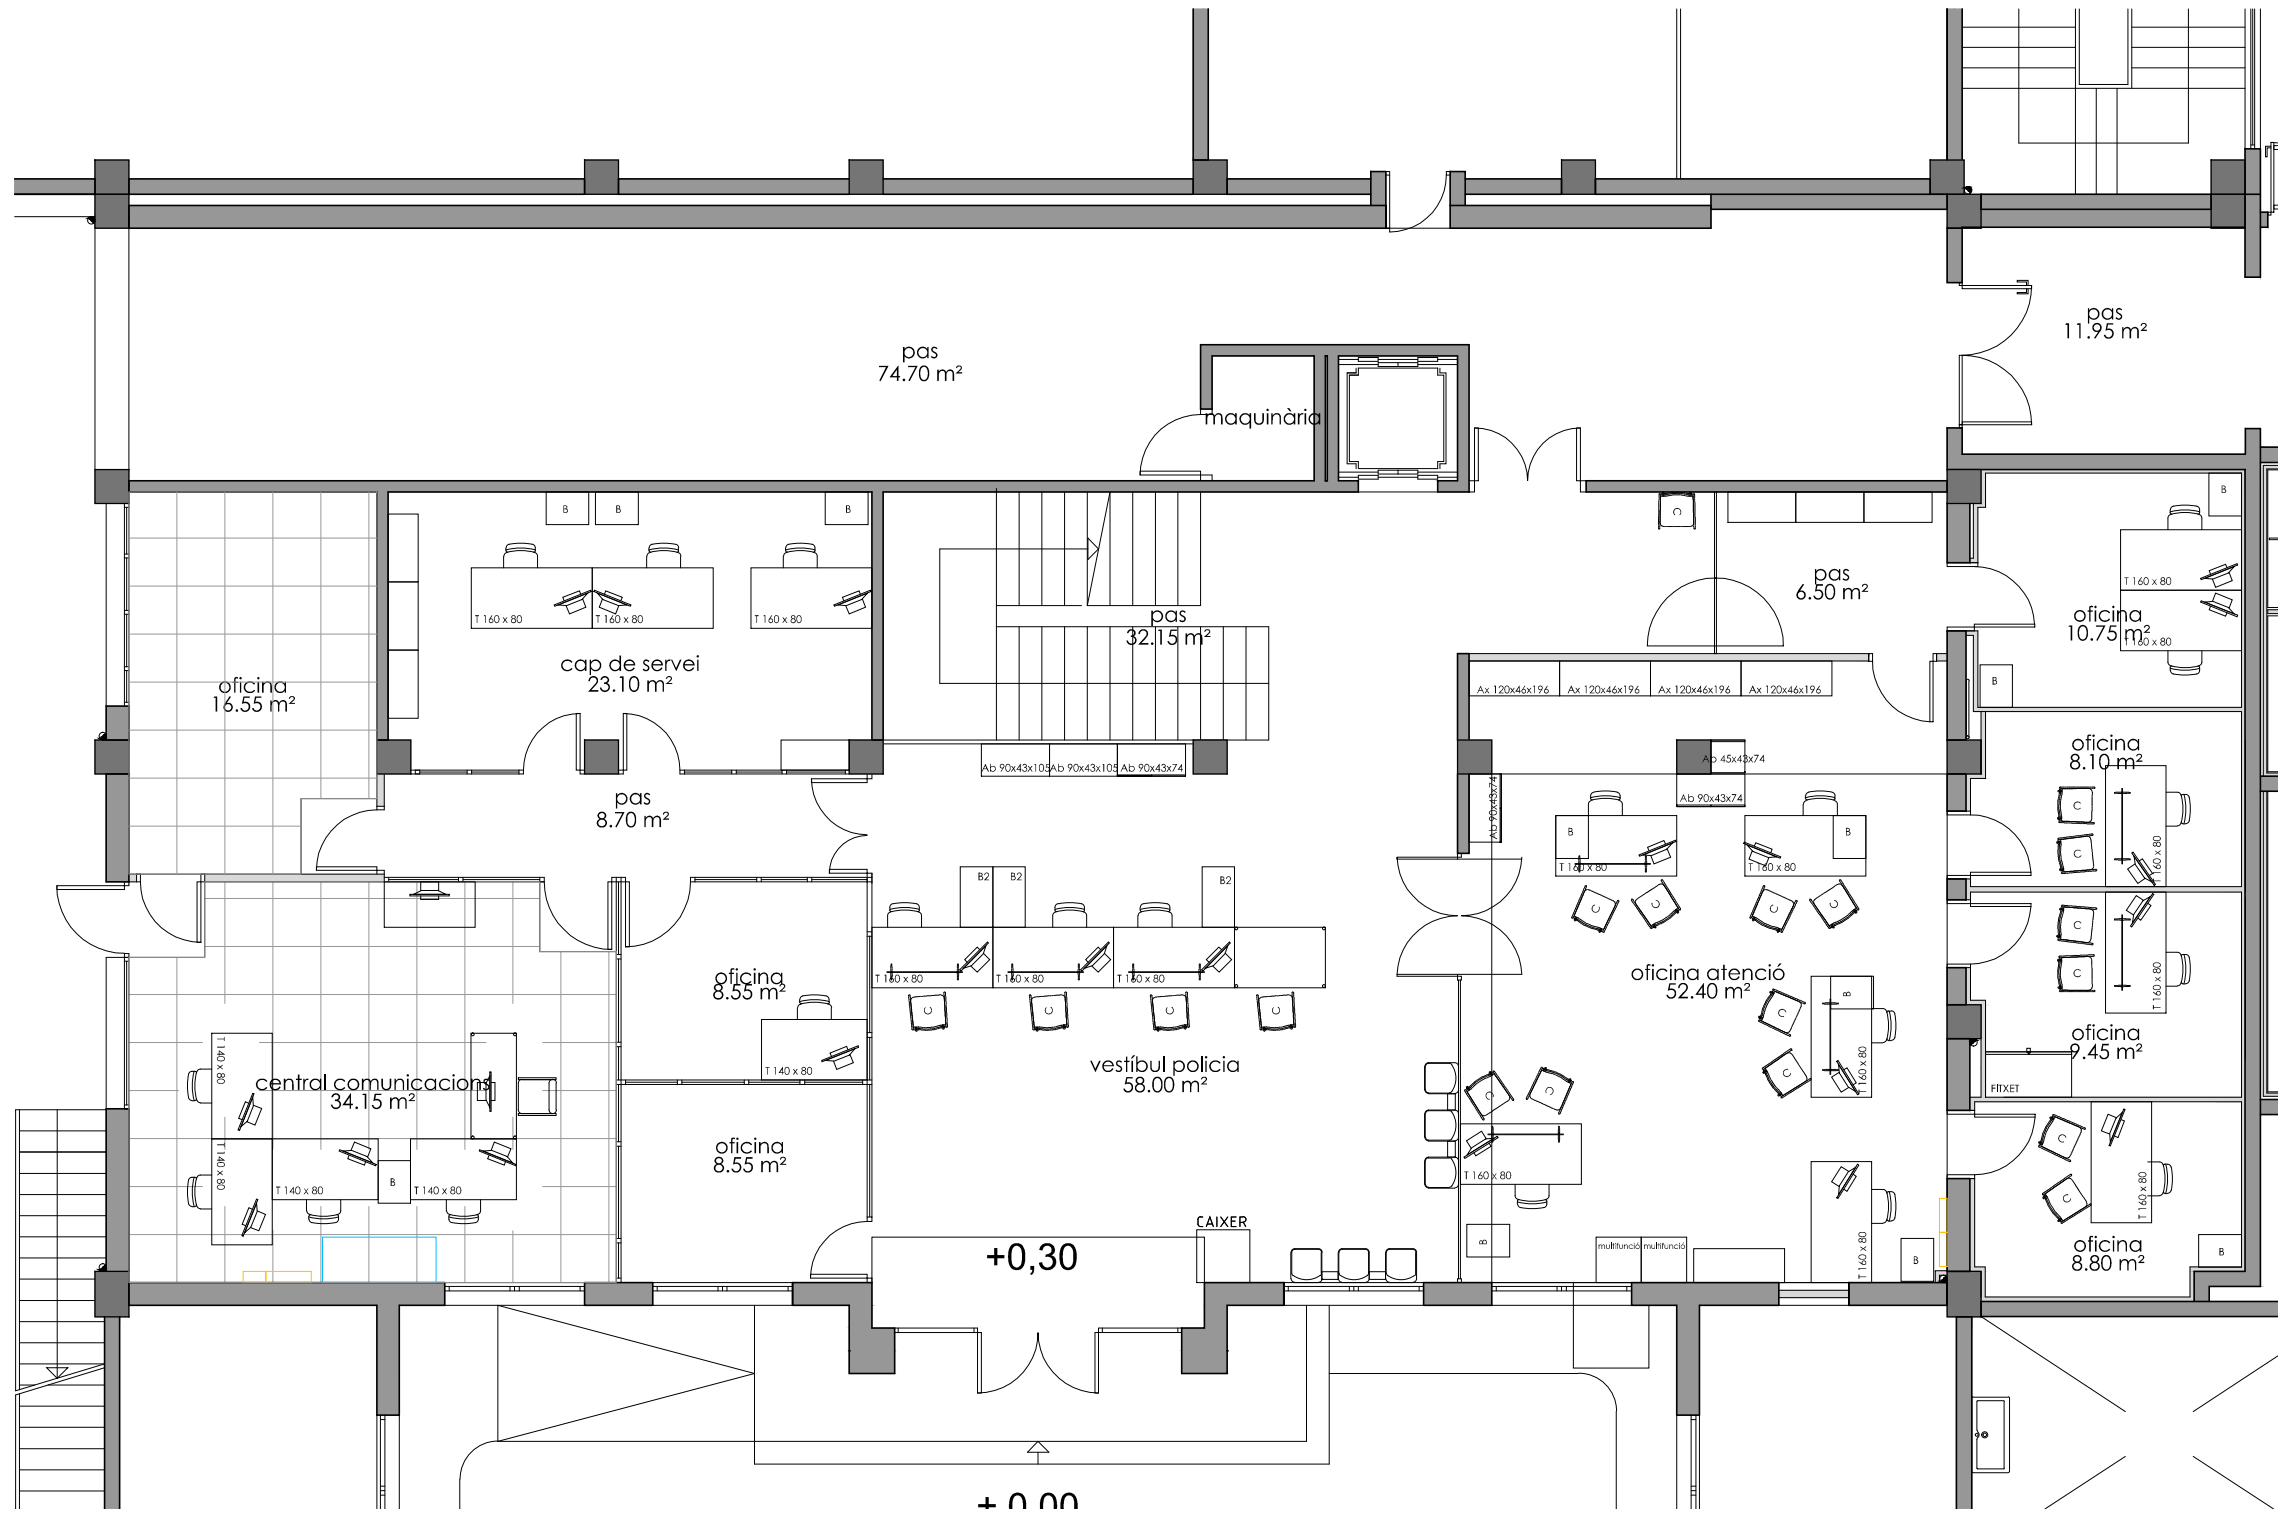 pas
11.95 m²
pas
74.70 m²
maquinària
B
B
B
C
B
T 160 x 80
T 160 x 80
T 160 x 80
T 160 x 80
T 160 x 80
pas
6.50 m²
oficina
10.75 m²
pas
32.15 m²
cap de servei
23.10 m²
oficina
16.55 m²
B
Ax 120x46x196
Ax 120x46x196
Ax 120x46x196
Ax 120x46x196
oficina
8.10 m²
Ab 90x43x105
Ab 90x43x105
Ab 90x43x74
Ab 45x43x74
Ab 90x43x74
Ab 90x43x74
pas
8.70 m²
B
B
T 160 x 80
T 160 x 80
C
C
T 160 x 80
B2
B2
B2
C
C
C
C
C
C
T 160 x 80
T 160 x 80
T 160 x 80
T 160 x 80
oficina
8.55 m²
oficina atenció
52.40 m²
B
C
C
C
C
C
C
T 160 x 80
oficina
9.45 m²
FITXET
T 140 x 80
T 140 x 80
central comunicacions
34.15 m²
vestíbul policia
58.00 m²
C
C
C
T 160 x 80
oficina
8.55 m²
T 140 x 80
T 140 x 80
B
T 140 x 80
C
C
T 160 x 80
T 160 x 80
CAIXER
B
multifunció
multifunció
B
B
oficina
8.80 m²
+0,30
+ 0,00